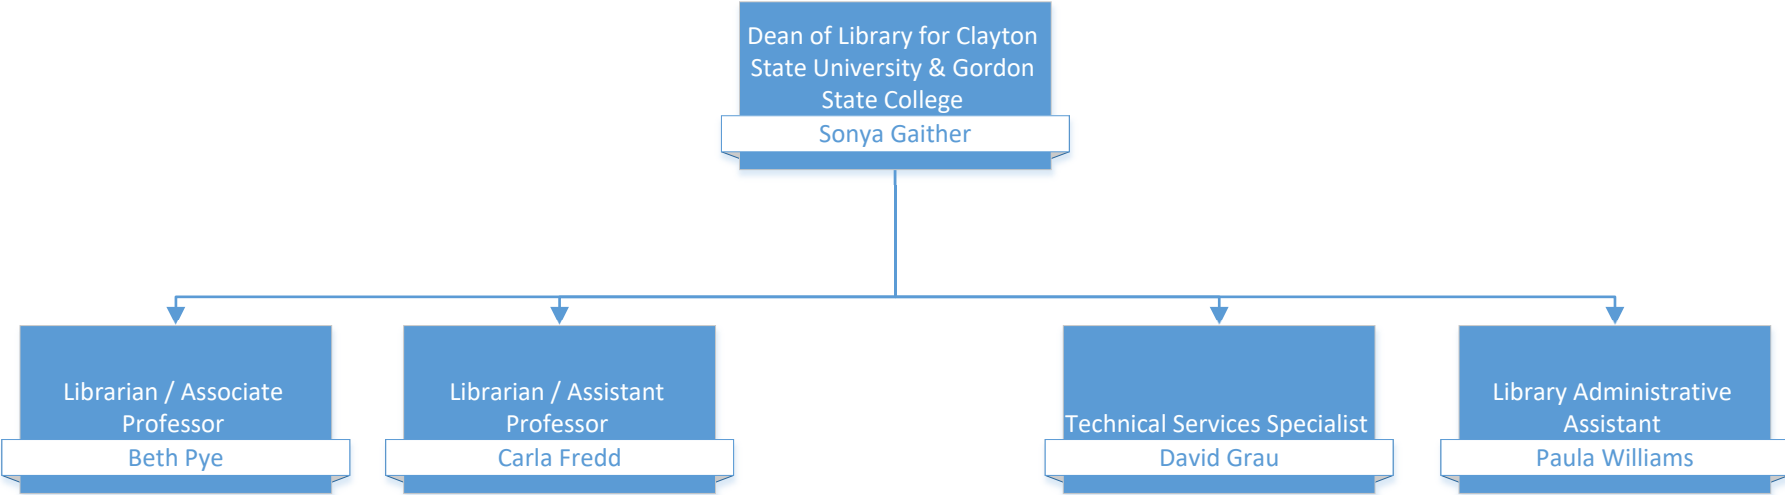 Dean of Library for Clayton
State University & Gordon
State College
Sonya Gaither
Librarian / Associate
Professor
Beth Pye
Librarian / Assistant
Professor
Carla Fredd
Technical Services Specialist
David Grau
Library Administrative
Assistant
Paula Williams